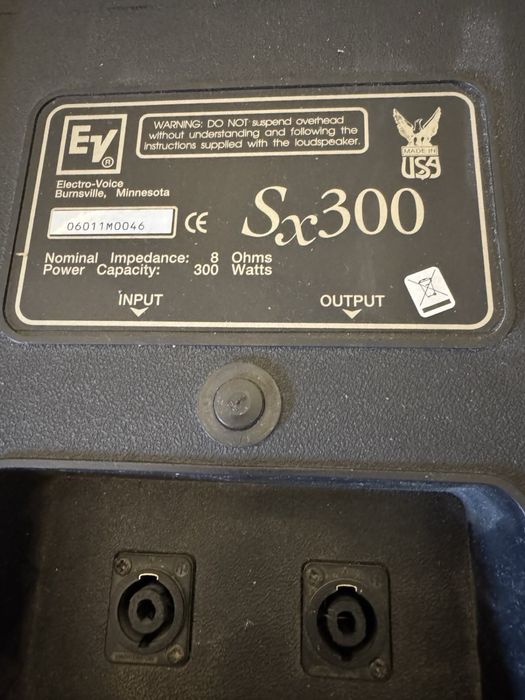 EV®
WARNING: DO NOT suspend overhead
without understanding and following the
instructions supplied with the loudspeaker.
MADE IN
USA
Electro-Voice
Burnsville, Minnesota
06011M0046 CE
Sx300
Nominal Impedance: 8 Ohms
Power Capacity: 300 Watts
INPUT OUTPUT